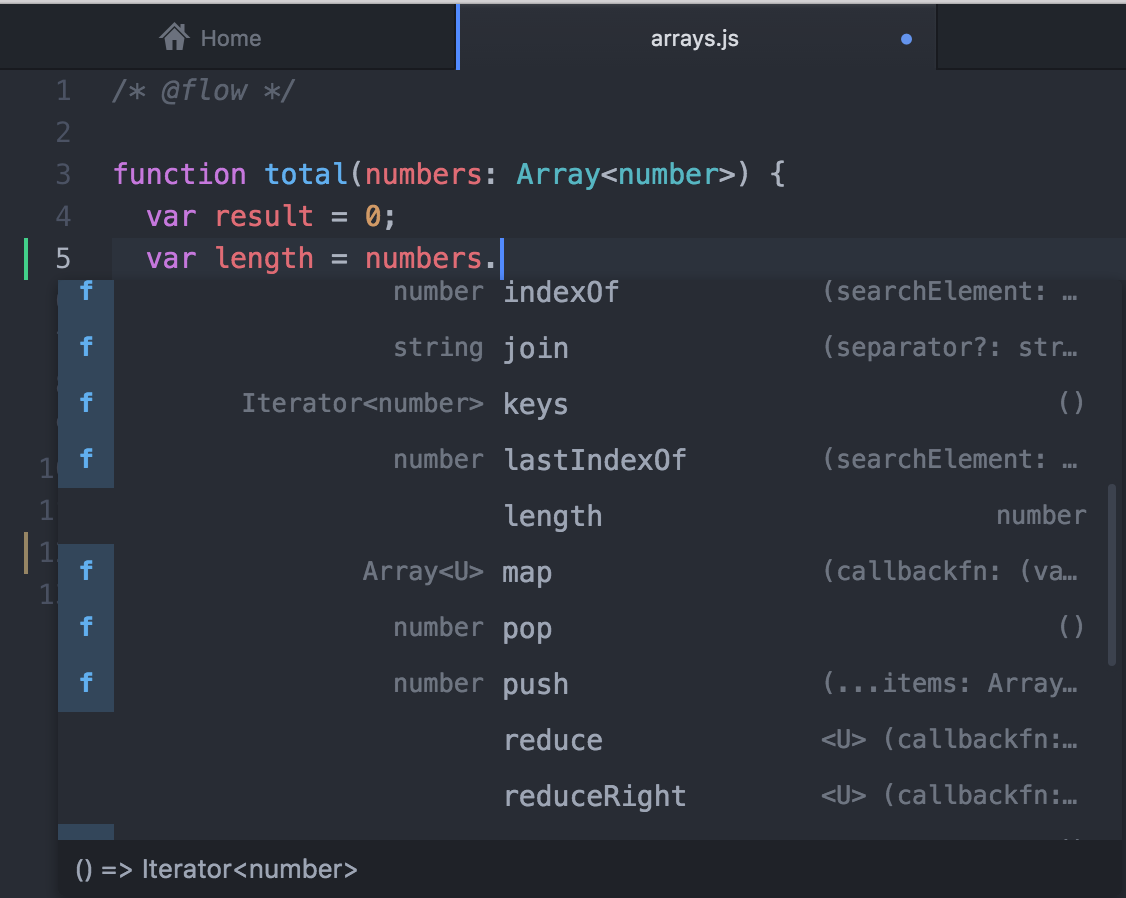 Home
arrays.js
1 /* @flow */
2
3 function total(numbers: Array<number>) {
4 var result = 0;
5 var length = numbers.
f number indexOf (searchElement: …
f string join (separator?: str…
f Iterator<number> keys ()
f number lastIndexOf (searchElement: …
length number
f Array<U> map (callbackfn: (va…
f number pop ()
f number push (...items: Array…
reduce <U> (callbackfn:…
reduceRight <U> (callbackfn:…
() => Iterator<number>